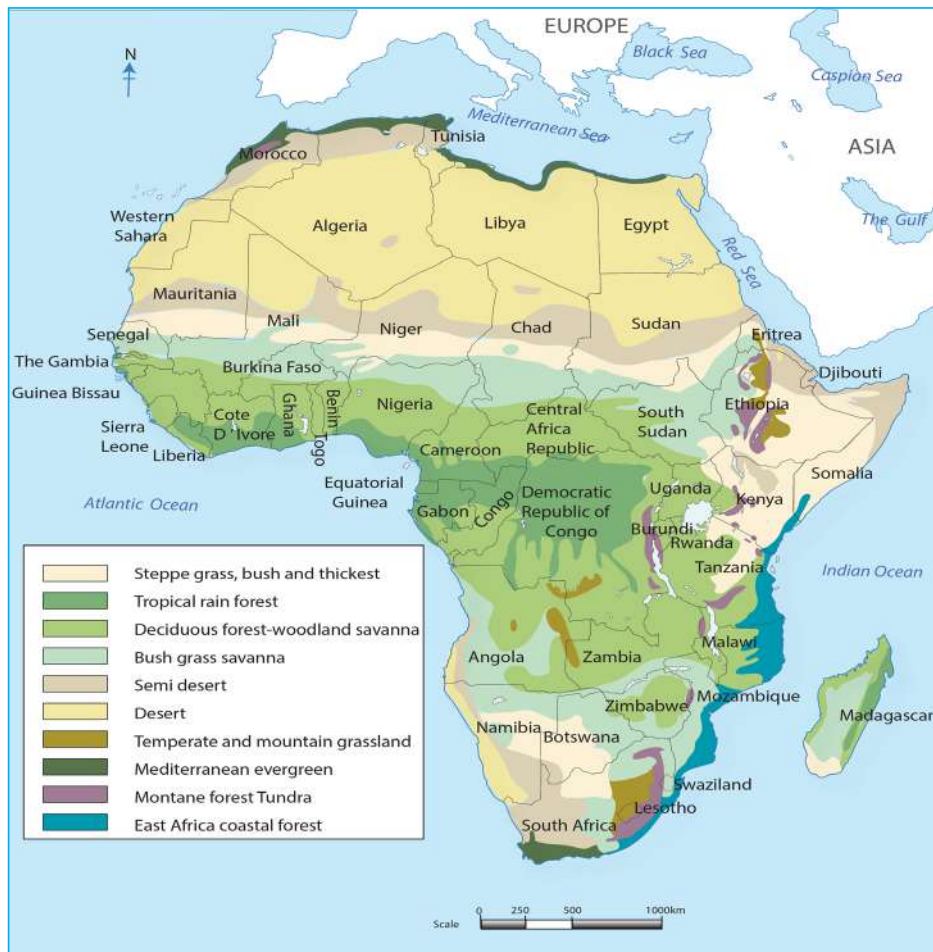 EUROPE
Black Sea
Caspian Sea
N
Mediterranean Sea
ASIA
Tunisia
Morocco
The Gulf
Western
Sahara
Algeria
Libya
Egypt
Red Sea
Mauritania
Mali
Niger
Chad
Sudan
Eritrea
Senegal
The Gambia
Burkina Faso
Djibouti
Guinea Bissau
Nigeria
Ethiopia
Cote
D ' Ivore
Ghana
Benin
Togo
Central
Africa
Republic
South
Sudan
Sierra
Leone
Liberia
Cameroon
Somalia
Equatorial
Guinea
Atlantic Ocean
Gabon
Congo
Democratic
Republic of
Congo
Uganda
Kenya
Burundi
Rwanda
Tanzania
Indian Ocean
Steppe grass, bush and thickest
Tropical rain forest
Deciduous forest-woodland savanna
Bush grass savanna
Semi desert
Desert
Temperate and mountain grassland
Mediterranean evergreen
Montane forest Tundra
East Africa coastal forest
Angola
Zambia
Malawi
Mozambique
Zimbabwe
Madagascar
Namibia
Botswana
Swaziland
Lesotho
South Africa
Scale
0 250 500 1000km